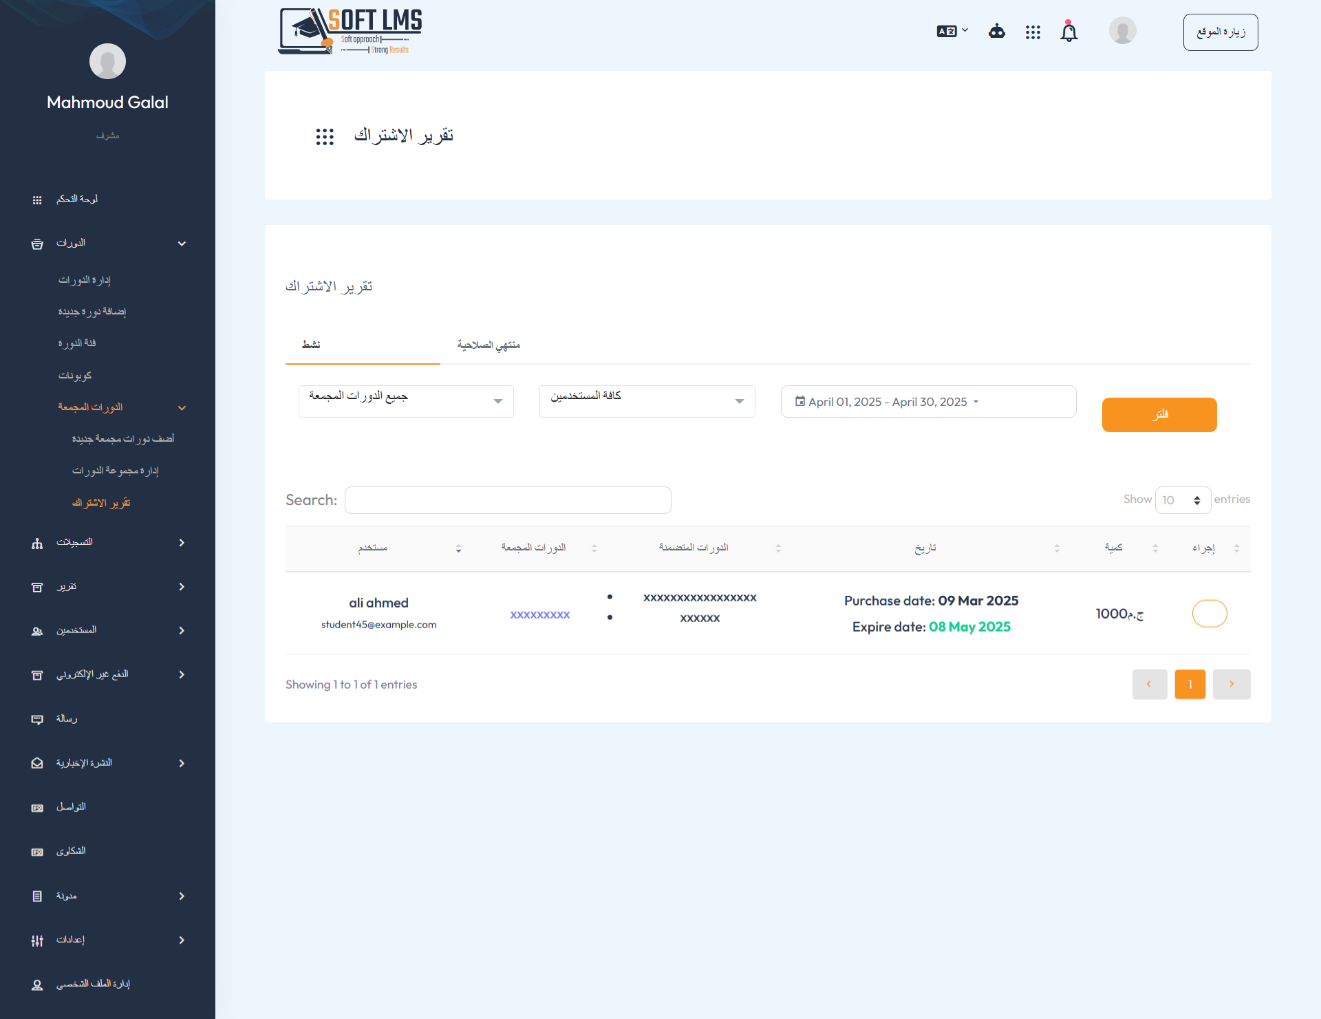 Mahmoud Galal
مشرف
لوحة التحكم
الدورات
إدارة الدورات
إضافة دورة جديدة
فئة الدورة
كوبونات
الدورات المجمعة
أضف دورات مجمعة جديدة
إدارة مجموعة الدورات
تقرير الاشتراك
التسجيلات
تقرير
المستخدمين
الدفع غير الإلكتروني
رسالة
النشرة الإخبارية
التواصل
الشكاوى
مدونة
إعدادات
إدارة الملف الشخصي
SOFT LMS
Soft approach
Strong Results
زيارة الموقع
تقرير الاشتراك
تقرير الاشتراك
نشط
منتهي الصلاحية
جميع الدورات المجمعة
كافة المستخدمين
April 01, 2025 - April 30, 2025
فلتر
Search:
Show 10 entries
مستخدم
الدورات المجمعة
الدورات المتضمنة
تاريخ
كمية
إجراء
ali ahmed
student45@example.com
xxxxxxxxx
xxxxxxxxxxxxxxxxx
xxxxxx
Purchase date: 09 Mar 2025
Expire date: 08 May 2025
ج.م1000
Showing 1 to 1 of 1 entries
‹ 1 ›